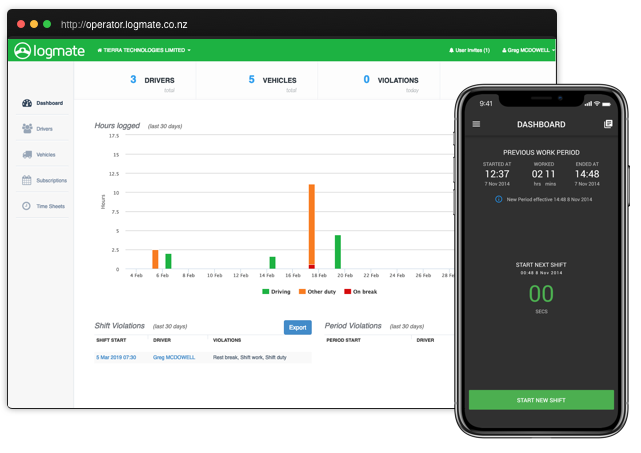 http://operator.logmate.co.nz
logmate
TIERRA TECHNOLOGIES LIMITED
User Invites (1)
Greg MCDOWELL
3 DRIVERS
total
5 VEHICLES
total
0 VIOLATIONS
today
Dashboard
Drivers
Vehicles
Subscriptions
Time Sheets
Hours logged (last 30 days)
17.5
15
12.5
10
7.5
5
2.5
0
Hours
4 Feb 6 Feb 8 Feb 10 Feb 12 Feb 14 Feb 16 Feb 18 Feb 20 Feb 22 Feb 24 Feb 26 Feb 28 Fe
Driving Other duty On break
Shift Violations (last 30 days)
Export
SHIFT START DRIVER VIOLATIONS
5 Mar 2019 07:30 Greg MCDOWELL Rest break, Shift work, Shift duty
Period Violations (last 30 days)
PERIOD START DRIVER
9:41
DASHBOARD
PREVIOUS WORK PERIOD
STARTED AT WORKED ENDED AT
12:37 02 11 14:48
7 Nov 2014 hrs mins 7 Nov 2014
New Period effective 14:48 8 Nov 2014
START NEXT SHIFT
00:48 8 Nov 2014
00
SECS
START NEW SHIFT